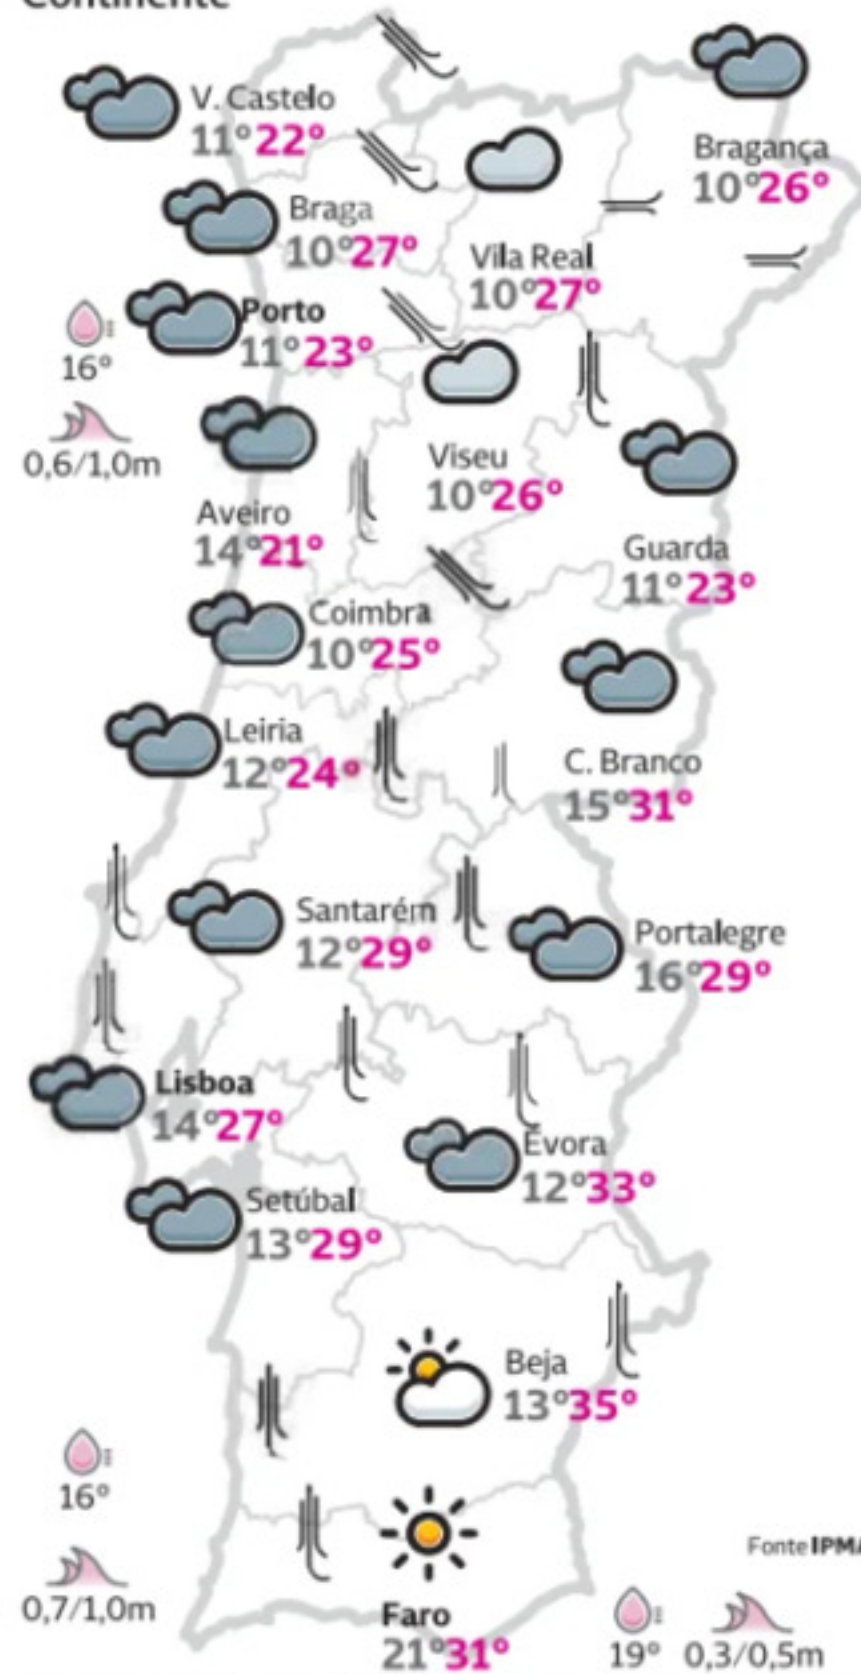 Continente
V. Castelo
11° 22°
Bragança
10° 26°
Braga
10° 27°
Vila Real
10° 27°
Porto
11° 23°
16°
0,6/1,0m
Viseu
10° 26°
Aveiro
14° 21°
Guarda
11° 23°
Coimbra
10° 25°
Leiria
12° 24°
C. Branco
15° 31°
Santarém
12° 29°
Portalegre
16° 29°
Lisboa
14° 27°
Évora
12° 33°
Setúbal
13° 29°
Beja
13° 35°
16°
0,7/1,0m
Fonte IPMA
Faro
21° 31°
19° 0,3/0,5m